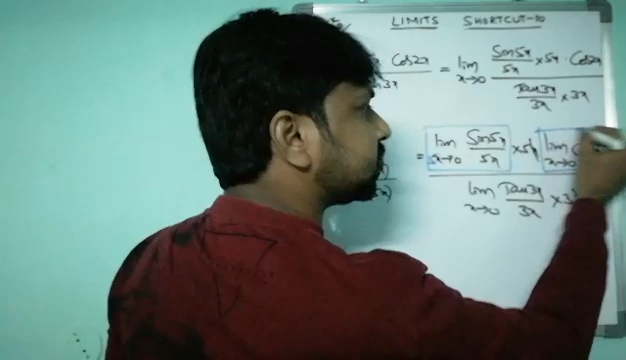 LIMITS SHORTCUT-10
Cos2x = lim x→0 Sin5x/5x × 5x · Cos2x
Tan3x/3x × 3x
= lim x→0 Sin5x/5x × 5x lim x→0
lim x→0 Tan3x/3x × 3x